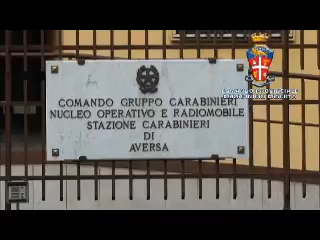 COMANDO GRUPPO CARABINIERI
NUCLEO OPERATIVO E RADIOMOBILE
STAZIONE CARABINIERI
DI
AVERSA